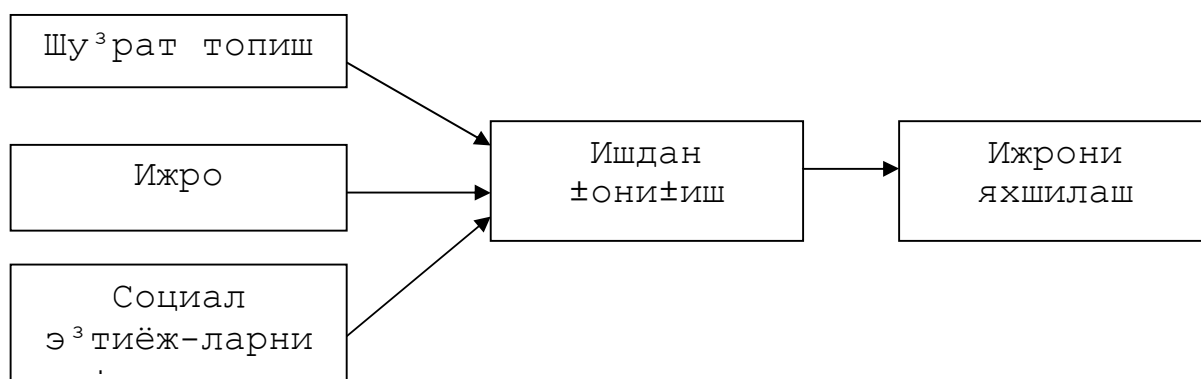 Шу³рат топиш
Ижро
Социал
э³тиёж-ларни
Ишдан
±они±иш
Ижрони
яхшилаш